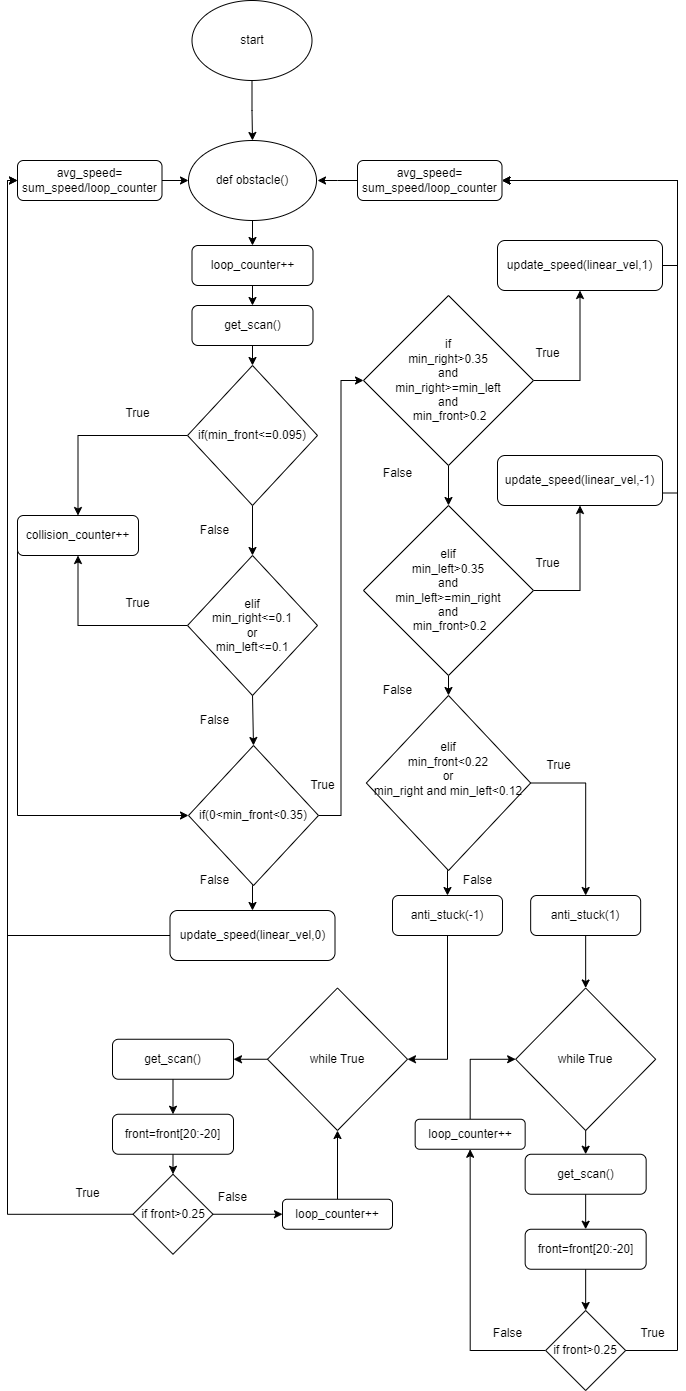 start
def obstacle()
avg_speed=
sum_speed/loop_counter
avg_speed=
sum_speed/loop_counter
loop_counter++
get_scan()
True
if(min_front<=0.095)
False
collision_counter++
True
elif
min_right<=0.1
or
min_left<=0.1
False
if(0<min_front<0.35)
True
False
update_speed(linear_vel,0)
if
min_right>0.35
and
min_right>=min_left
and
min_front>0.2
True
update_speed(linear_vel,1)
False
elif
min_left>0.35
and
min_left>=min_right
and
min_front>0.2
True
update_speed(linear_vel,-1)
False
elif
min_front<0.22
or
min_right and min_left<0.12
True
False
anti_stuck(-1)
anti_stuck(1)
while True
get_scan()
front=front[20:-20]
if front>0.25
True
False
loop_counter++
while True
loop_counter++
get_scan()
front=front[20:-20]
if front>0.25
False
True